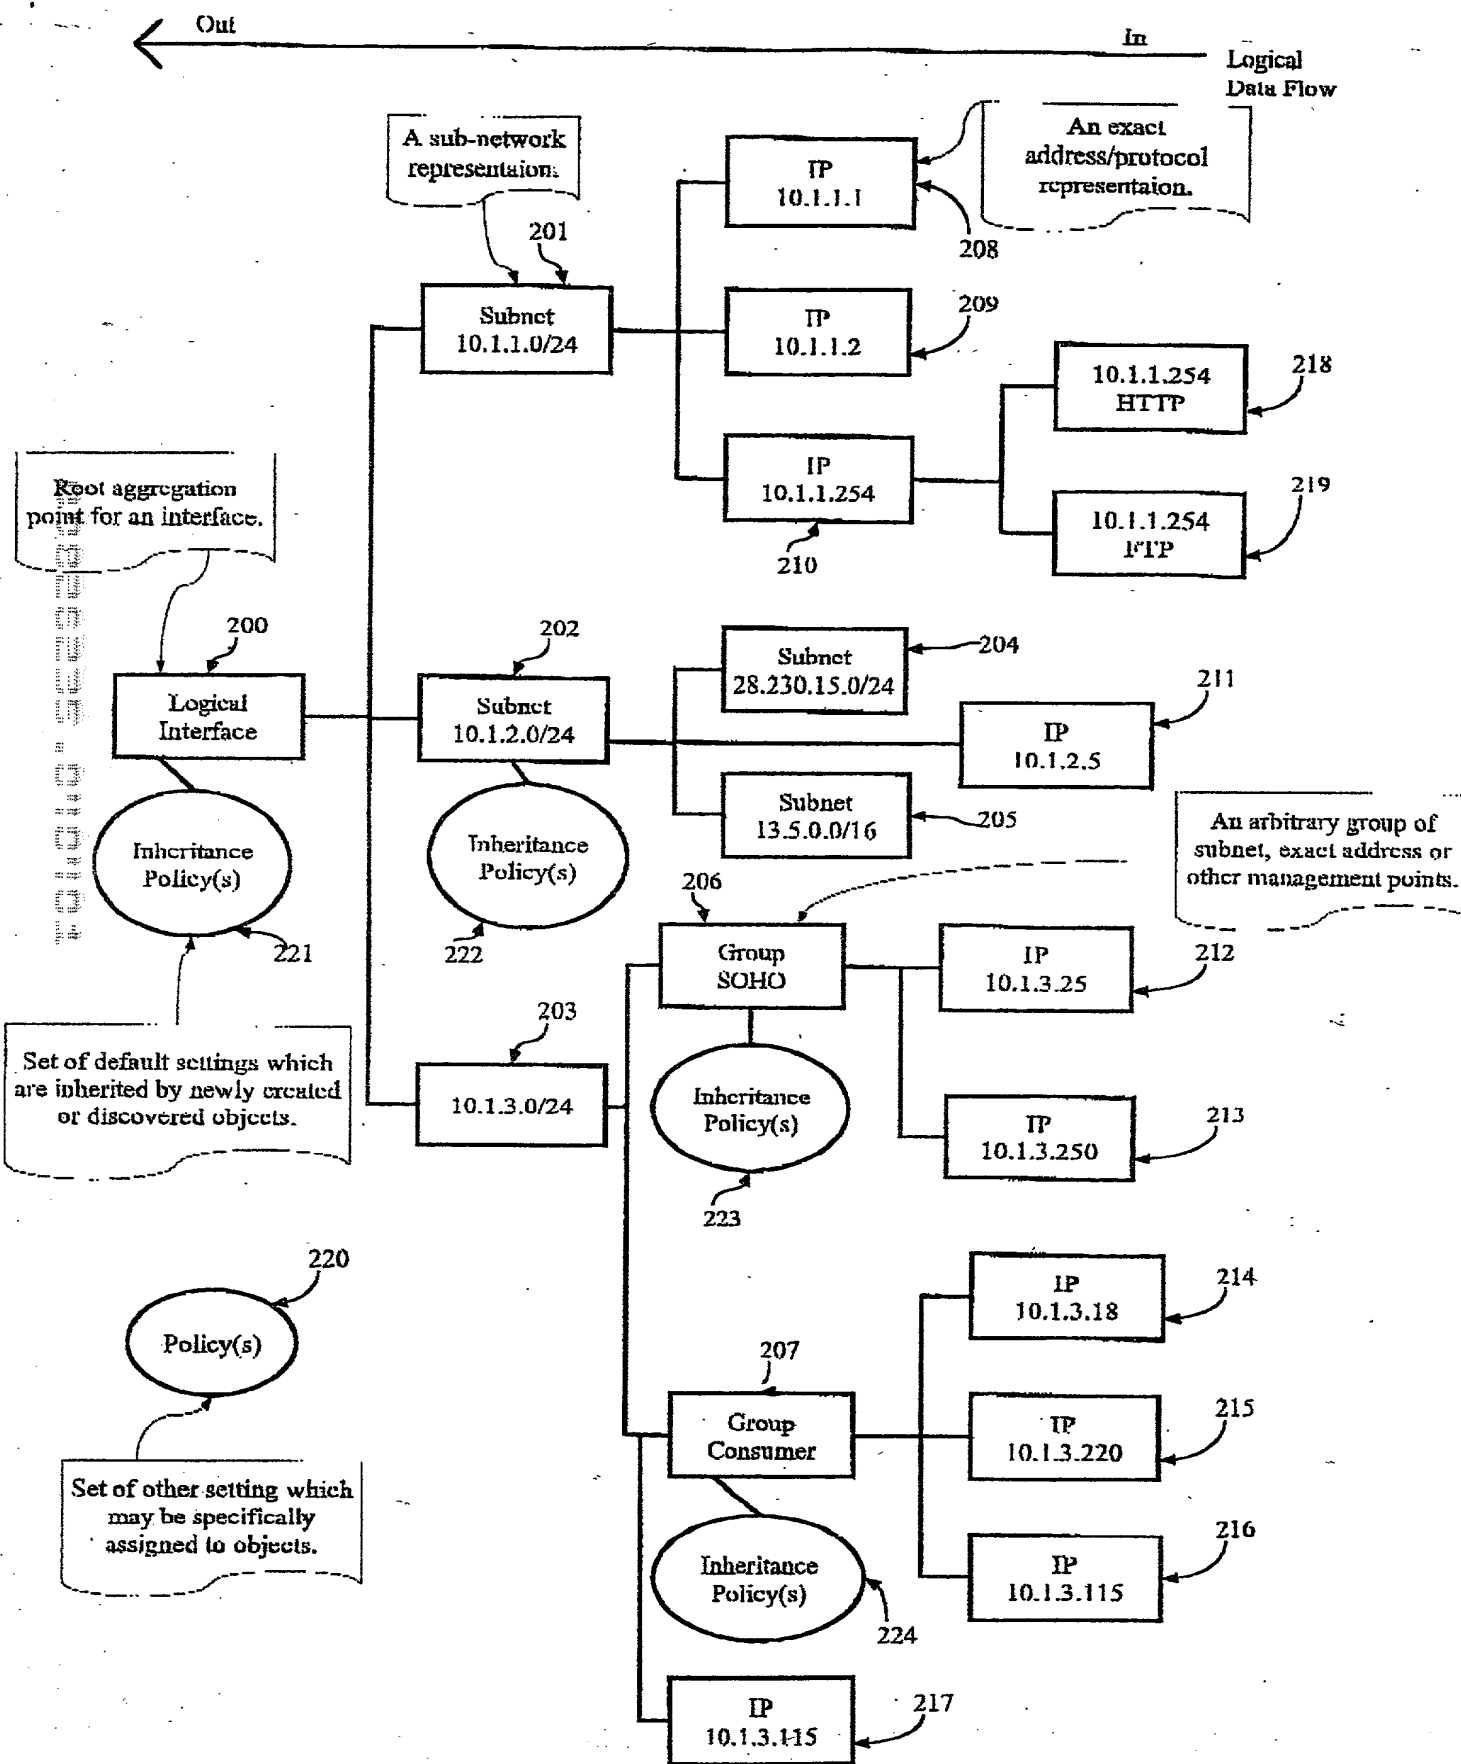 Out
In
Logical
Data Flow
A sub-network
representaion.
An exact
address/protocol
representaion.
IP
10.1.1.1
208
201
Subnet
10.1.1.0/24
IP
10.1.1.2
209
10.1.1.254
HTTP
218
IP
10.1.1.254
210
10.1.1.254
FTP
219
Root aggregation
point for an interface.
200
Logical
Interface
202
Subnet
10.1.2.0/24
Subnet
28.230.15.0/24
204
IP
10.1.2.5
211
Subnet
13.5.0.0/16
205
An arbitrary group of
subnet, exact address or
other management points.
Inheritance
Policy(s)
221
Inheritance
Policy(s)
222
206
Group
SOHO
IP
10.1.3.25
212
Set of default settings which
are inherited by newly created
or discovered objects.
203
10.1.3.0/24
Inheritance
Policy(s)
223
IP
10.1.3.250
213
220
Policy(s)
Set of other setting which
may be specifically
assigned to objects.
IP
10.1.3.18
214
207
Group
Consumer
IP
10.1.3.220
215
Inheritance
Policy(s)
224
IP
10.1.3.115
216
IP
10.1.3.115
217